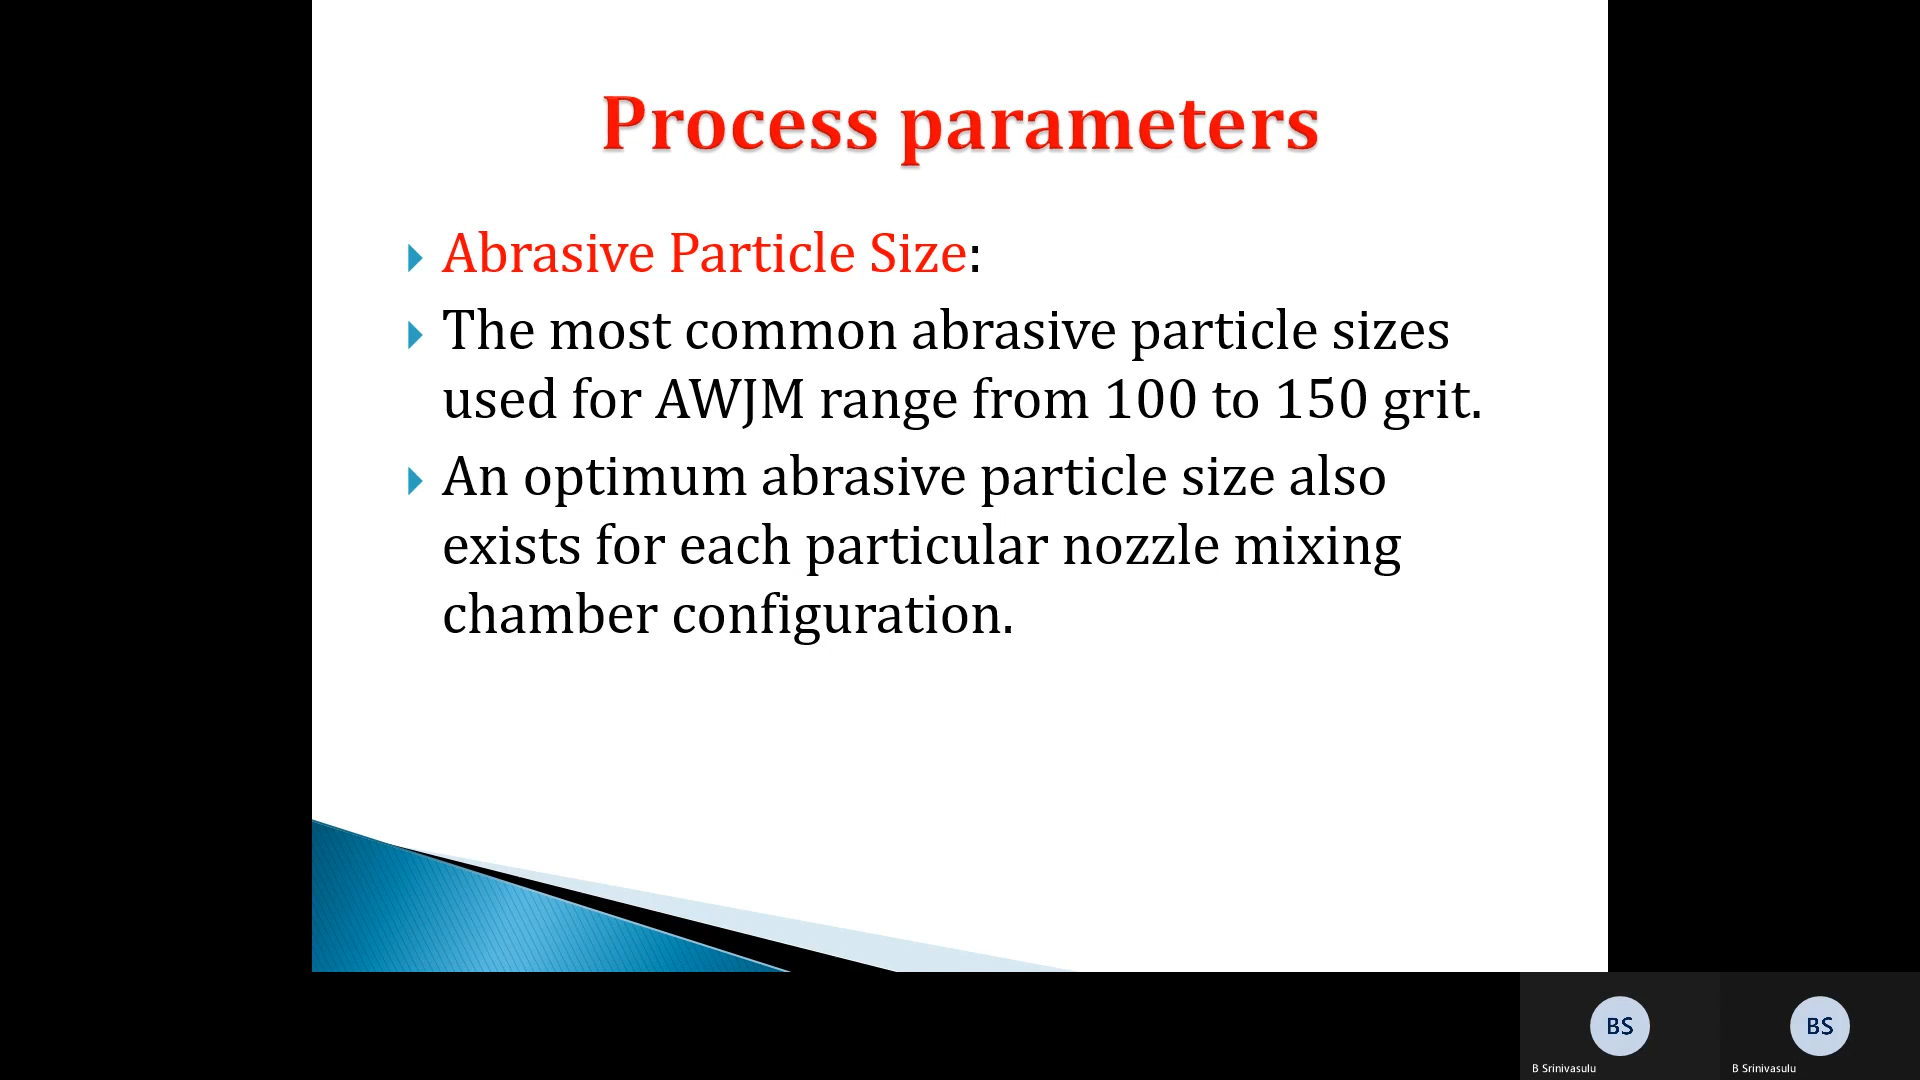 Process parameters
Abrasive Particle Size:
The most common abrasive particle sizes
used for AWJM range from 100 to 150 grit.
An optimum abrasive particle size also
exists for each particular nozzle mixing
chamber configuration.
BS
B Srinivasulu
BS
B Srinivasulu